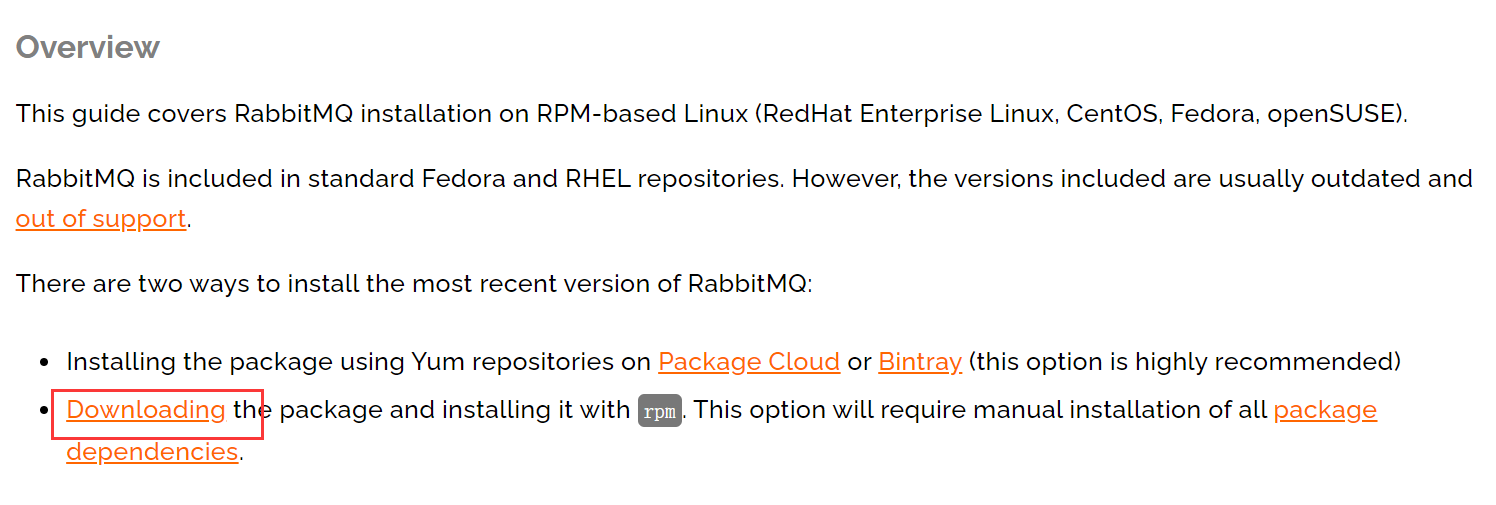 Overview
This guide covers RabbitMQ installation on RPM-based Linux (RedHat Enterprise Linux, CentOS, Fedora, openSUSE).
RabbitMQ is included in standard Fedora and RHEL repositories. However, the versions included are usually outdated and
out of support.
There are two ways to install the most recent version of RabbitMQ:
• Installing the package using Yum repositories on Package Cloud or Bintray (this option is highly recommended)
• Downloading the package and installing it with rpm. This option will require manual installation of all package
dependencies.